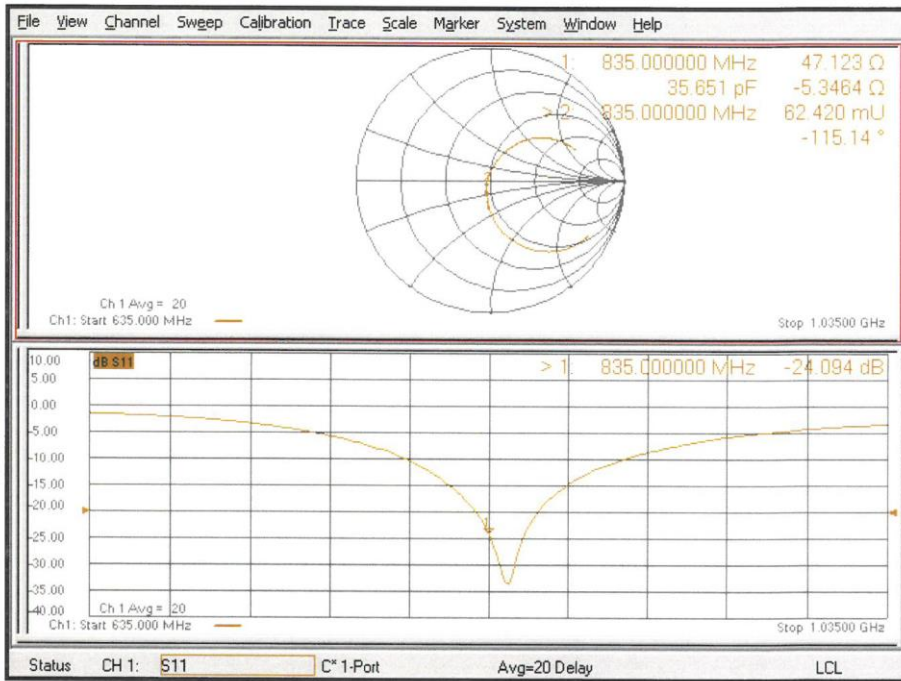 File View Channel Sweep Calibration Trace Scale Marker System Window Help
1: 835.000000 MHz 47.123 Ω
35.651 pF -5.3464 Ω
> 2: 835.000000 MHz 62.420 mU
-115.14 °
Ch 1 Avg = 20
Ch1: Start 635.000 MHz
Stop 1.03500 GHz
10.00
dB S11
> 1: 835.000000 MHz -24.094 dB
5.00
0.00
-5.00
-10.00
-15.00
-20.00
-25.00
-30.00
-35.00
-40.00
1
Ch 1 Avg = 20
Ch1: Start 635.000 MHz
Stop 1.03500 GHz
Status CH 1: S11 C* 1-Port Avg=20 Delay LCL